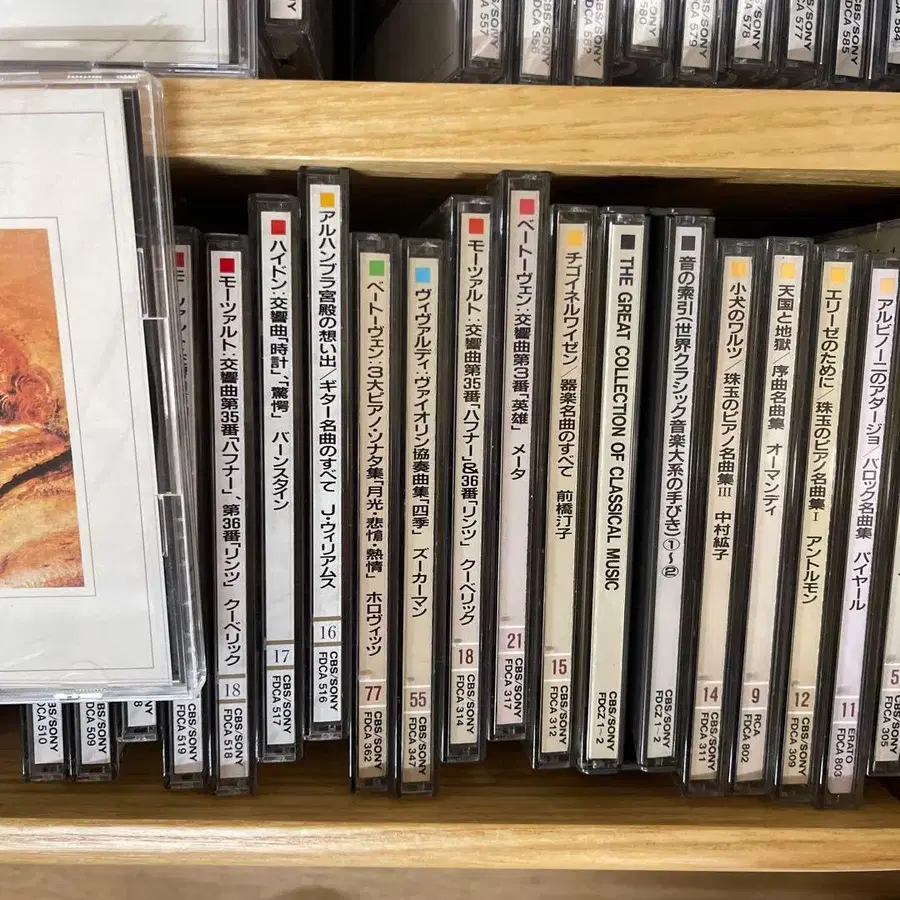 CBS/SONY
FDCA 557
CBS/SONY
CBS/SONY
CBS/SONY
CBS/SONY
CBS/SONY
578
CBS/SONY
577
CBS/SONY
FDCA 585
CBS/SONY
FDCA 510
CBS/SONY
FDCA 509
CBS/SONY
FDCA 519
モーツァルト:交響曲第35番「ハフナー」、第36番「リンツ」 クーベリック
18
CBS/SONY
FDCA 518
ハイドン:交響曲「時計」、「驚愕」 バーンスタイン
17
CBS/SONY
FDCA 517
アルハンブラ宮殿の想い出/ギター名曲のすべて J・ウィリアムス
16
CBS/SONY
FDCA 516
ベートーヴェン:3大ピアノ・ソナタ集「月光・悲愴・熱情」 ホロヴィッツ
77
CBS/SONY
FDCA 362
ヴィヴァルディ:ヴァイオリン協奏曲集「四季」 ズーカーマン
55
CBS/SONY
FDCA 347
モーツァルト:交響曲第35番「ハフナー」&36番「リンツ」 クーベリック
18
CBS/SONY
FDCA 314
ベートーヴェン:交響曲第3番「英雄」 メータ
21
CBS/SONY
FDCA 317
チゴイネルワイゼン/器楽名曲のすべて 前橋汀子
15
CBS/SONY
FDCA 312
THE GREAT COLLECTION OF CLASSICAL MUSIC
CBS/SONY
FDCZ 1-2
音の索引(世界クラシック音楽大系の手びき)①〜②
CBS/SONY
FDCZ 1-2
小犬のワルツ/珠玉のピアノ名曲集III 中村紘子
14
CBS/SONY
FDCA 311
天国と地獄/序曲名曲集 オーマンディ
9
RCA
FDCA 802
エリーゼのために/珠玉のピアノ名曲集I アントルモン
12
CBS/SONY
FDCA 309
アルビノーニのアダージョ/バロック名曲集 パイヤール
11
ERATO
FDCA 803
5
CBS/SONY
FDCA 305